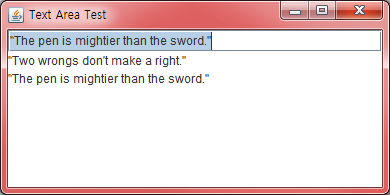 Text Area Test
"The pen is mightier than the sword."
"Two wrongs don't make a right."
"The pen is mightier than the sword."